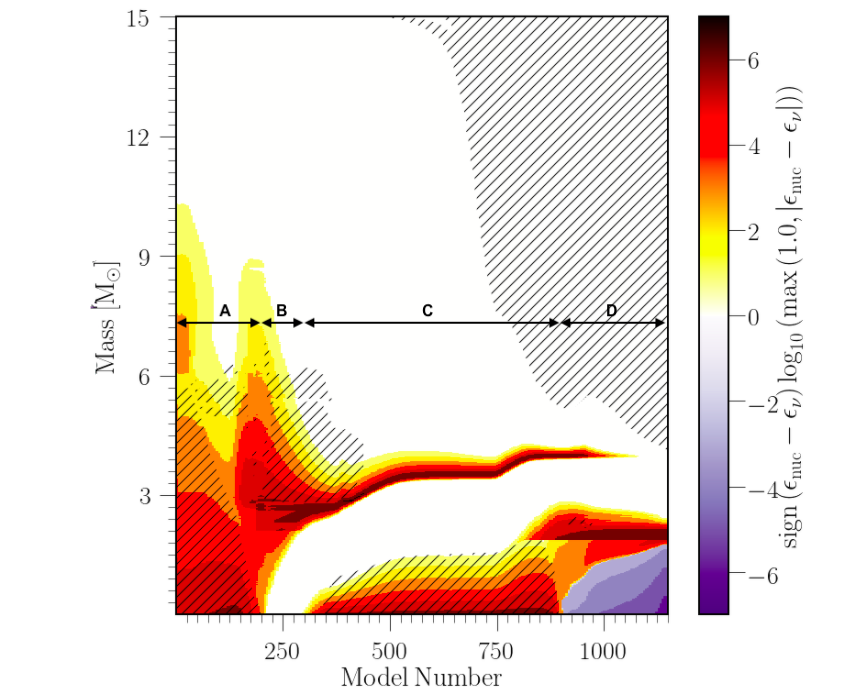 15
12
9
6
3
Mass [M⊙]
A
B
C
D
250
500
750
1000
Model Number
6
4
2
0
−2
−4
−6
sign (ϵnuc − ϵν) log10 (max (1.0, |ϵnuc − ϵν|))